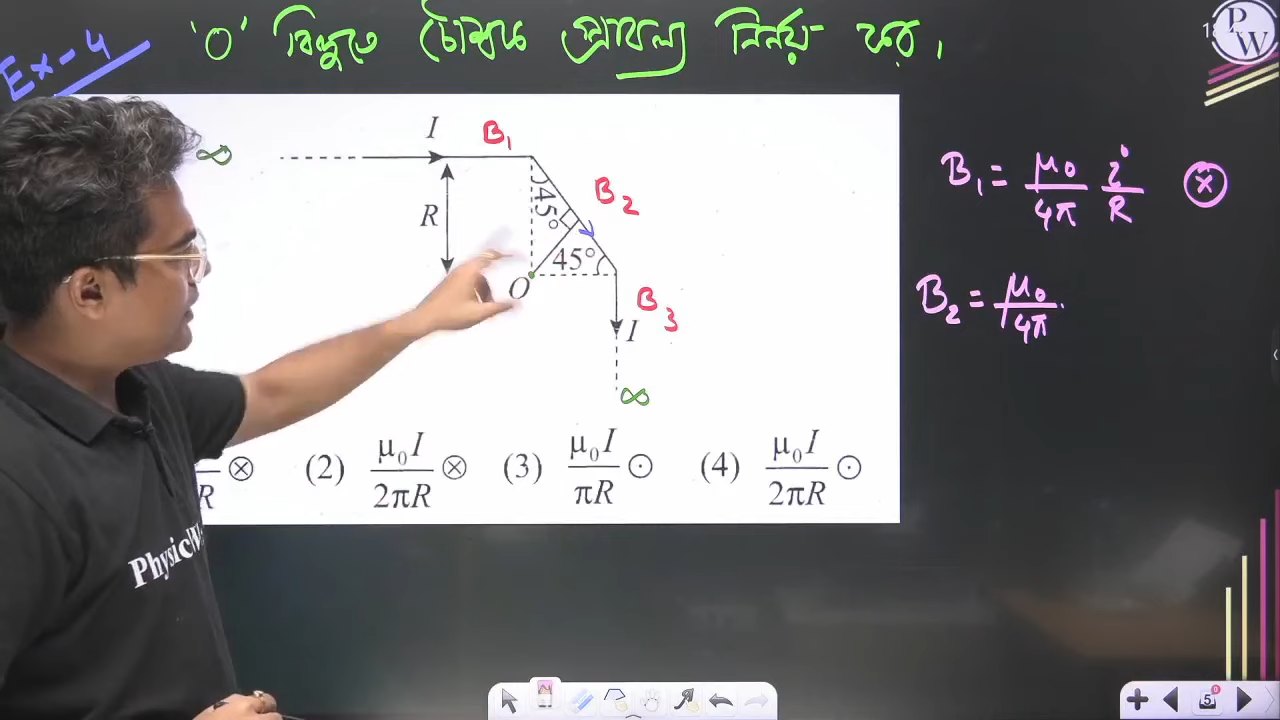 Ex-4 'O' বিন্দুতে চৌম্বক প্রাবল্য নির্ণয় কর।
PW
∞ I B₁
R 45° B₂
O 45° B₃
I
∞
B₁ = μ₀/4π i/R ⊗
B₂ = μ₀/4π
R ⊗ (2) μ₀I/2πR ⊗ (3) μ₀I/πR ⊙ (4) μ₀I/2πR ⊙
5